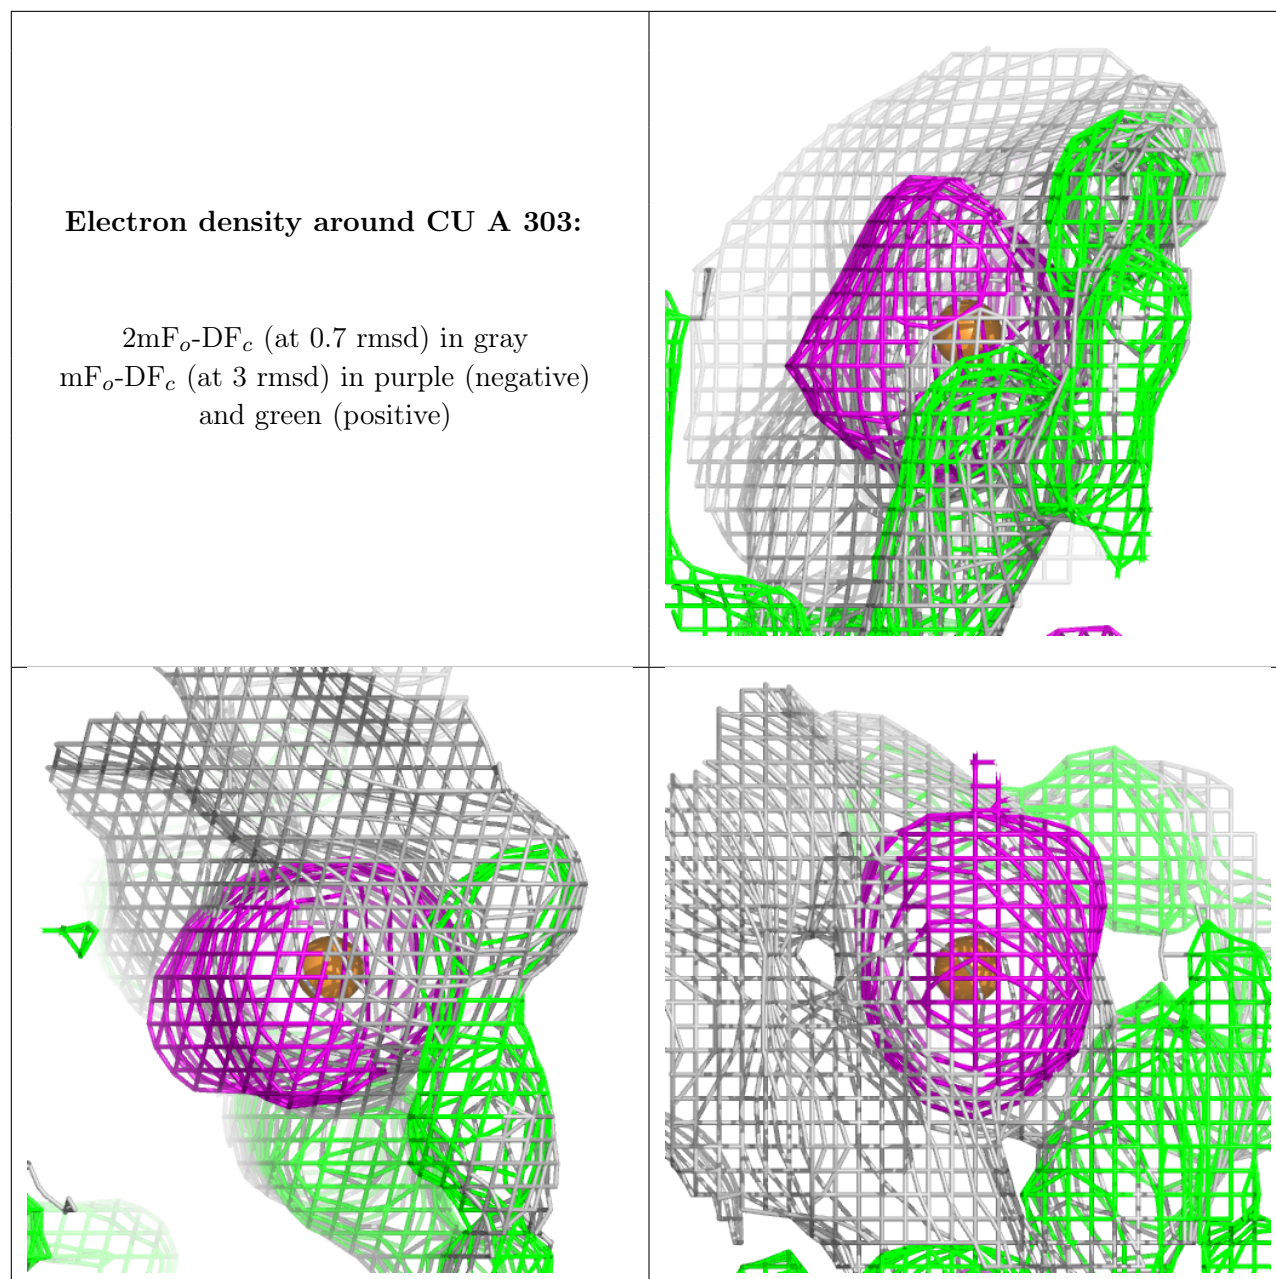 Electron density around CU A 303:
2mFo-DFc (at 0.7 rmsd) in gray
mFo-DFc (at 3 rmsd) in purple (negative)
and green (positive)